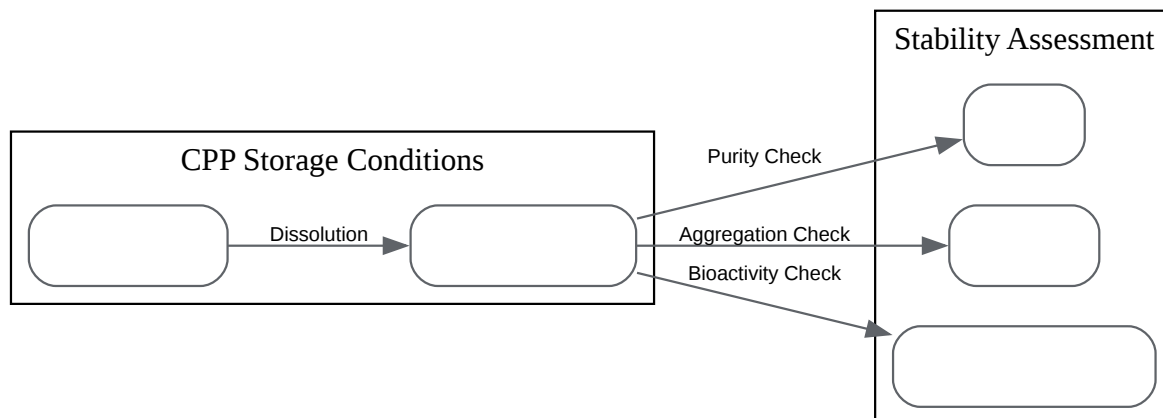 Stability Assessment
CPP Storage Conditions
Purity Check
Dissolution
Aggregation Check
Bioactivity Check